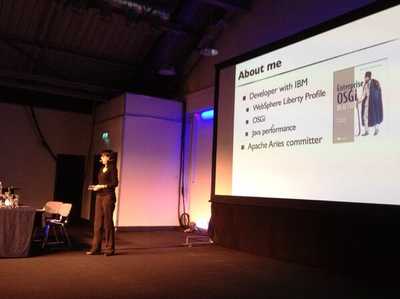 About me
Developer with IBM
WebSphere Liberty Profile
OSGi
Java performance
Apache Aries committer
Enterprise
OSGi